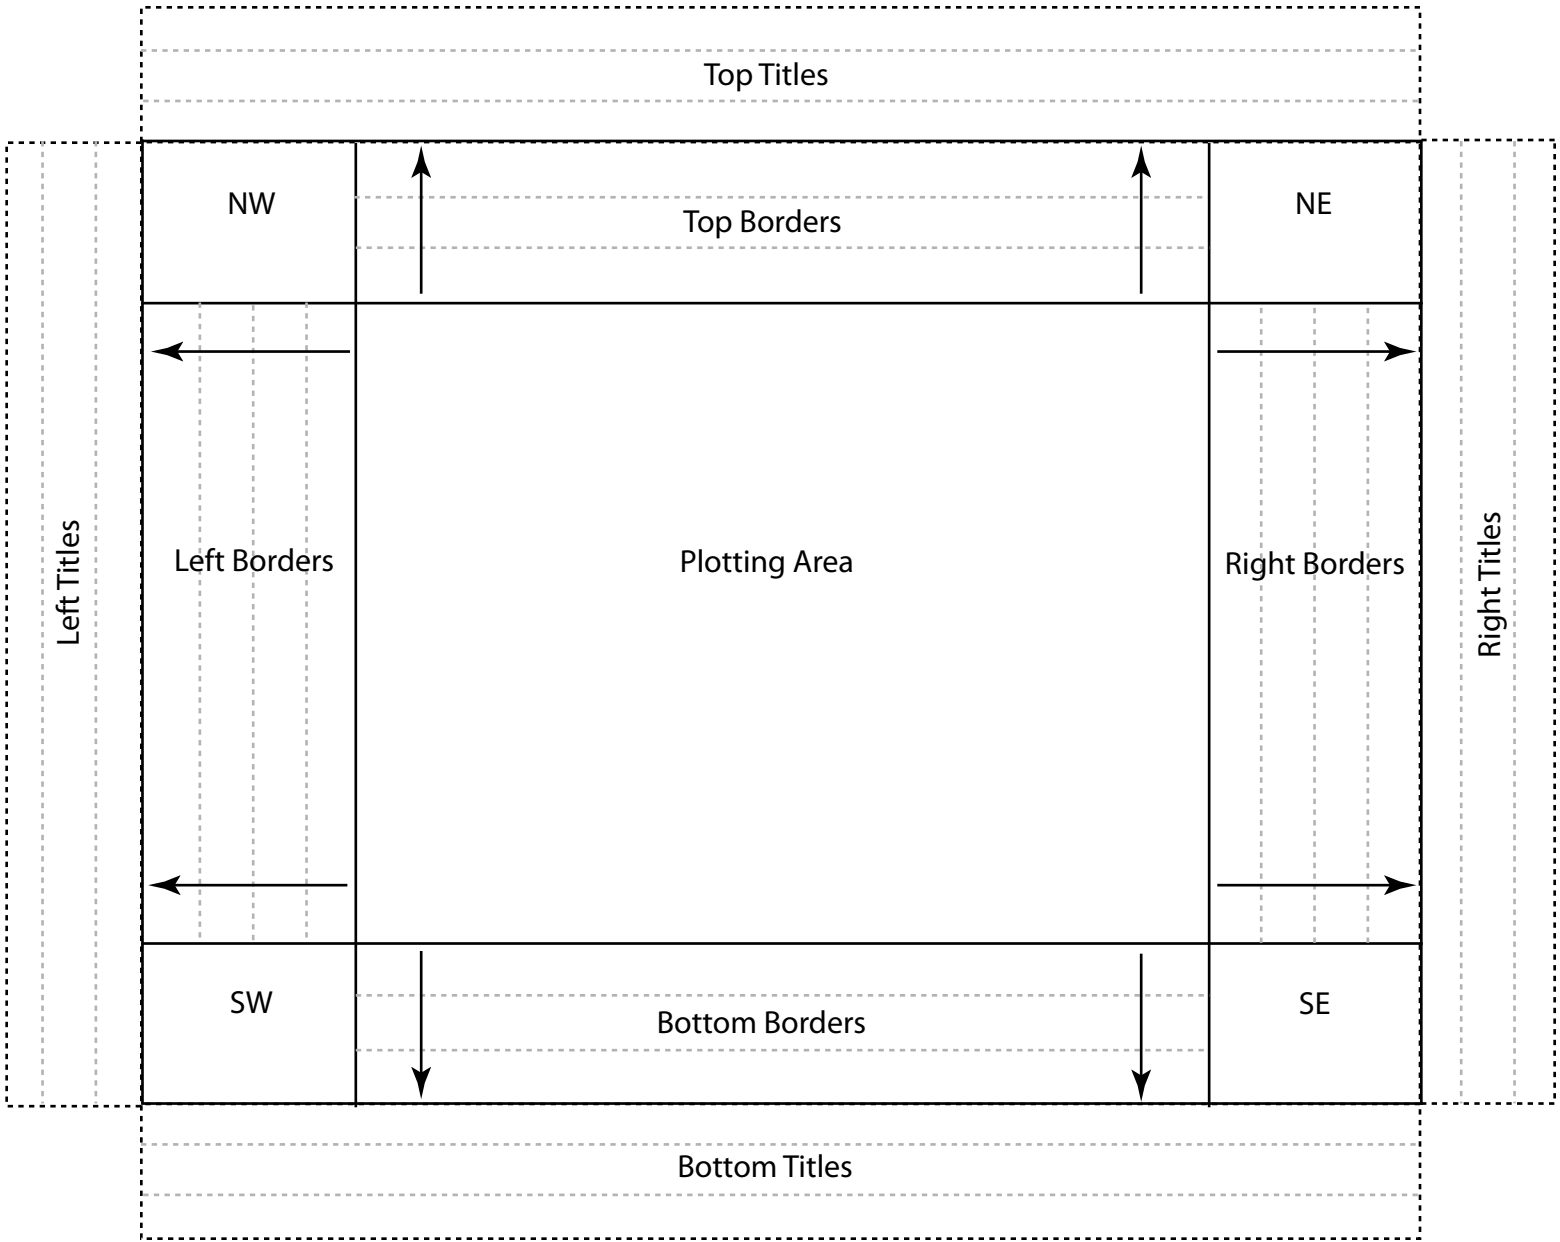 Top Titles
NW
Top Borders
NE
Left Titles
Left Borders
Plotting Area
Right Borders
Right Titles
SW
Bottom Borders
SE
Bottom Titles